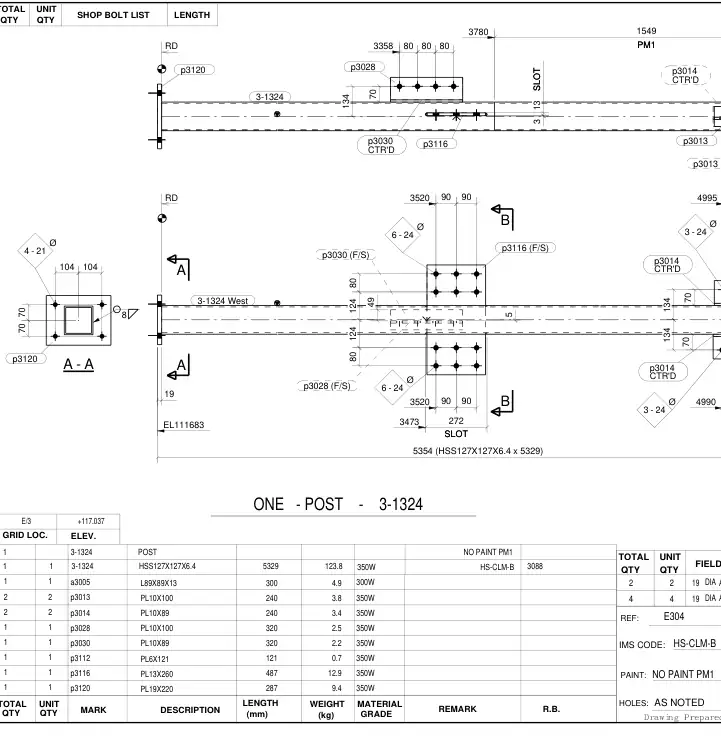 TOTAL QTY UNIT QTY SHOP BOLT LIST LENGTH
3780 1549
RD 3358 80 80 80 PM1
p3120 p3028 SLOT p3014 CTR'D
3-1324 134 70 3 13
p3030 CTR'D p3116 p3013
p3013
RD 3520 90 90 4995
B
6 - 24 Ø 3 - 24 Ø
4 - 21 Ø
p3030 (F/S) p3116 (F/S)
104 104 A p3014 CTR'D
3-1324 West 80 124 49 5 134 70
70 70 8
124 80 134 70
p3120 A - A A
p3028 (F/S) 6 - 24 Ø p3014 CTR'D
19 3520 90 90 B 3 - 24 Ø 4990
EL111683 3473 272
SLOT
5354 (HSS127X127X6.4 x 5329)
ONE - POST - 3-1324
E/3 +117.037
GRID LOC. ELEV.
1 3-1324 POST NO PAINT PM1
1 1 3-1324 HSS127X127X6.4 5329 123.8 350W HS-CLM-B 3088
1 1 a3005 L89X89X13 300 4.9 300W
2 2 p3013 PL10X100 240 3.8 350W
2 2 p3014 PL10X89 240 3.4 350W
1 1 p3028 PL10X100 320 2.5 350W
1 1 p3030 PL10X89 320 2.2 350W
1 1 p3112 PL6X121 121 0.7 350W
1 1 p3116 PL13X260 487 12.9 350W
1 1 p3120 PL19X220 287 9.4 350W
TOTAL QTY UNIT QTY MARK DESCRIPTION LENGTH (mm) WEIGHT (kg) MATERIAL GRADE REMARK R.B.
TOTAL QTY UNIT QTY FIELD
2 2 19 DIA A
4 4 19 DIA A
REF: E304
IMS CODE: HS-CLM-B
PAINT: NO PAINT PM1
HOLES: AS NOTED
Drawing Prepared